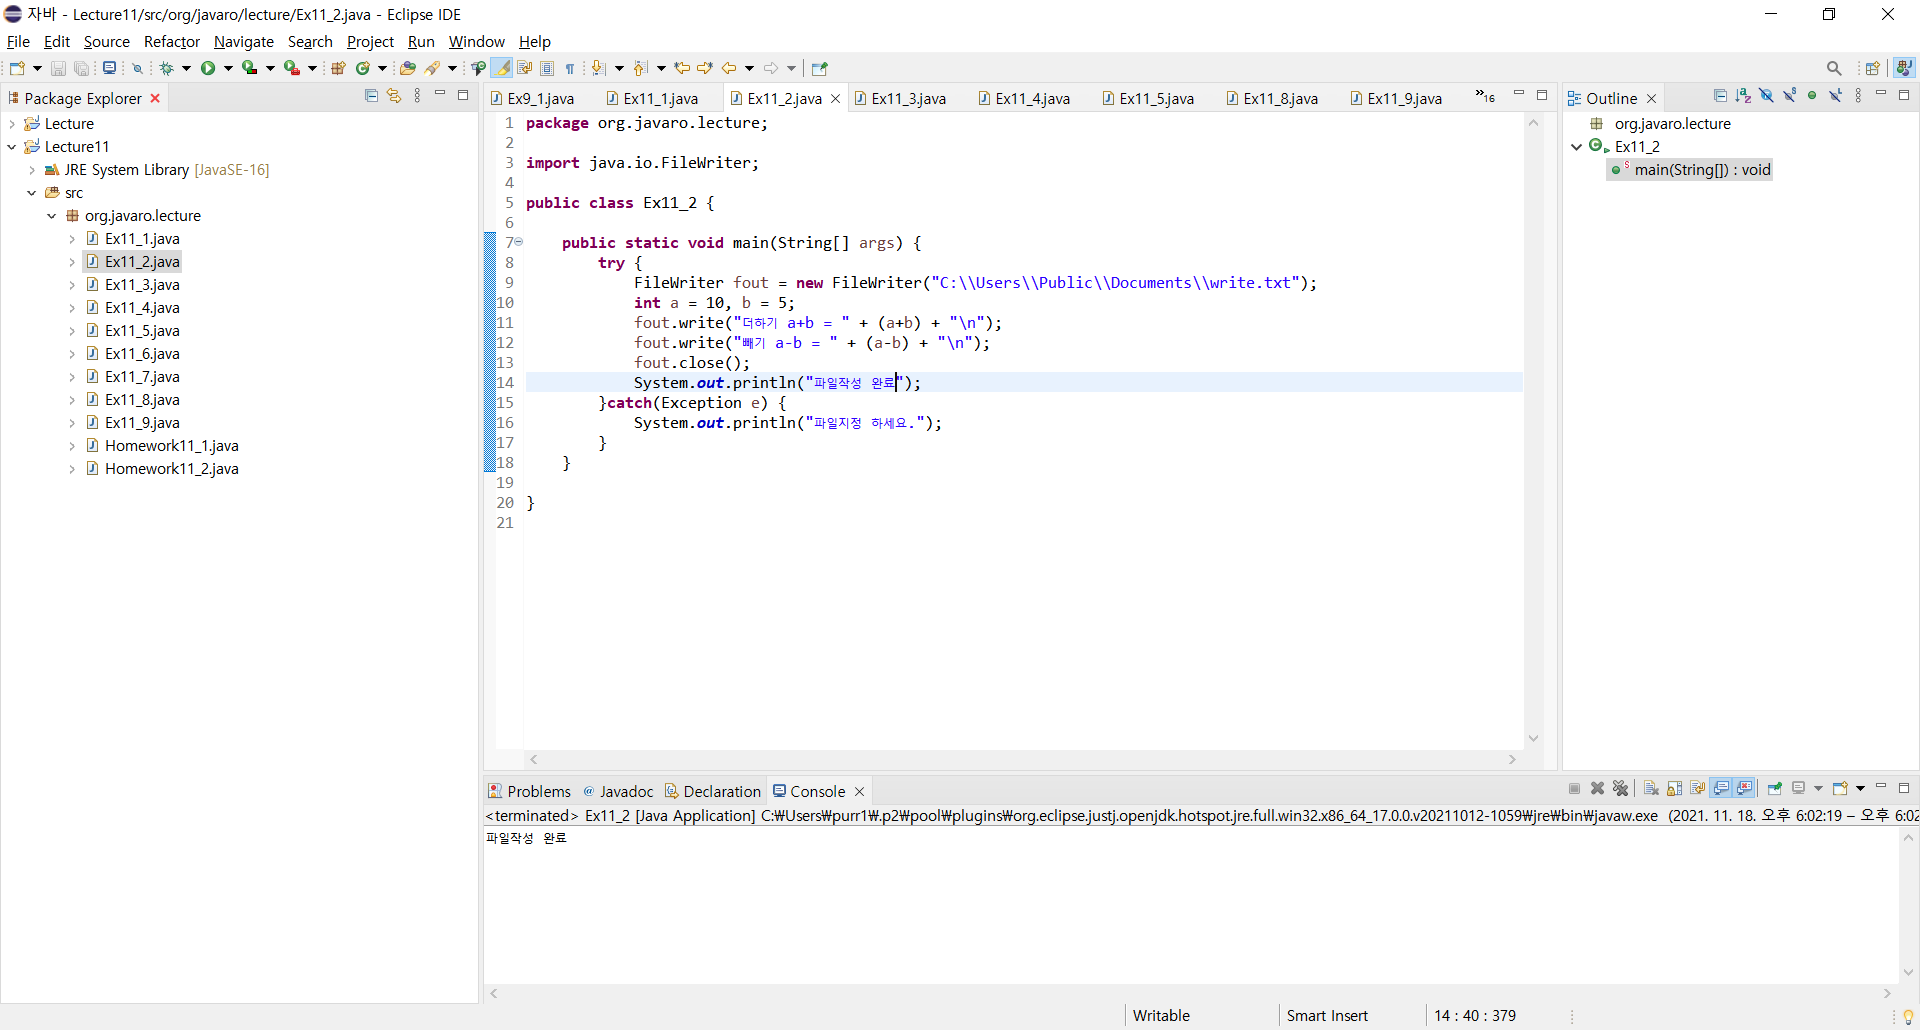 자바 - Lecture11/src/org/javaro/lecture/Ex11_2.java - Eclipse IDE
File Edit Source Refactor Navigate Search Project Run Window Help
Package Explorer
Lecture
Lecture11
JRE System Library [JavaSE-16]
src
org.javaro.lecture
Ex11_1.java
Ex11_2.java
Ex11_3.java
Ex11_4.java
Ex11_5.java
Ex11_6.java
Ex11_7.java
Ex11_8.java
Ex11_9.java
Homework11_1.java
Homework11_2.java
Ex9_1.java Ex11_1.java Ex11_2.java Ex11_3.java Ex11_4.java Ex11_5.java Ex11_8.java Ex11_9.java »16
1 package org.javaro.lecture;
2
3 import java.io.FileWriter;
4
5 public class Ex11_2 {
6
7 public static void main(String[] args) {
8 try {
9 FileWriter fout = new FileWriter("C:\\Users\\Public\\Documents\\write.txt");
10 int a = 10, b = 5;
11 fout.write("더하기 a+b = " + (a+b) + "\n");
12 fout.write("빼기 a-b = " + (a-b) + "\n");
13 fout.close();
14 System.out.println("파일작성 완료");
15 }catch(Exception e) {
16 System.out.println("파일지정 하세요.");
17 }
18 }
19
20 }
21
Outline
org.javaro.lecture
Ex11_2
main(String[]) : void
Problems Javadoc Declaration Console
<terminated> Ex11_2 [Java Application] C:₩Users₩purr1₩.p2₩pool₩plugins₩org.eclipse.justj.openjdk.hotspot.jre.full.win32.x86_64_17.0.0.v20211012-1059₩jre₩bin₩javaw.exe (2021. 11. 18. 오후 6:02:19 – 오후 6:02
파일작성 완료
Writable Smart Insert 14 : 40 : 379